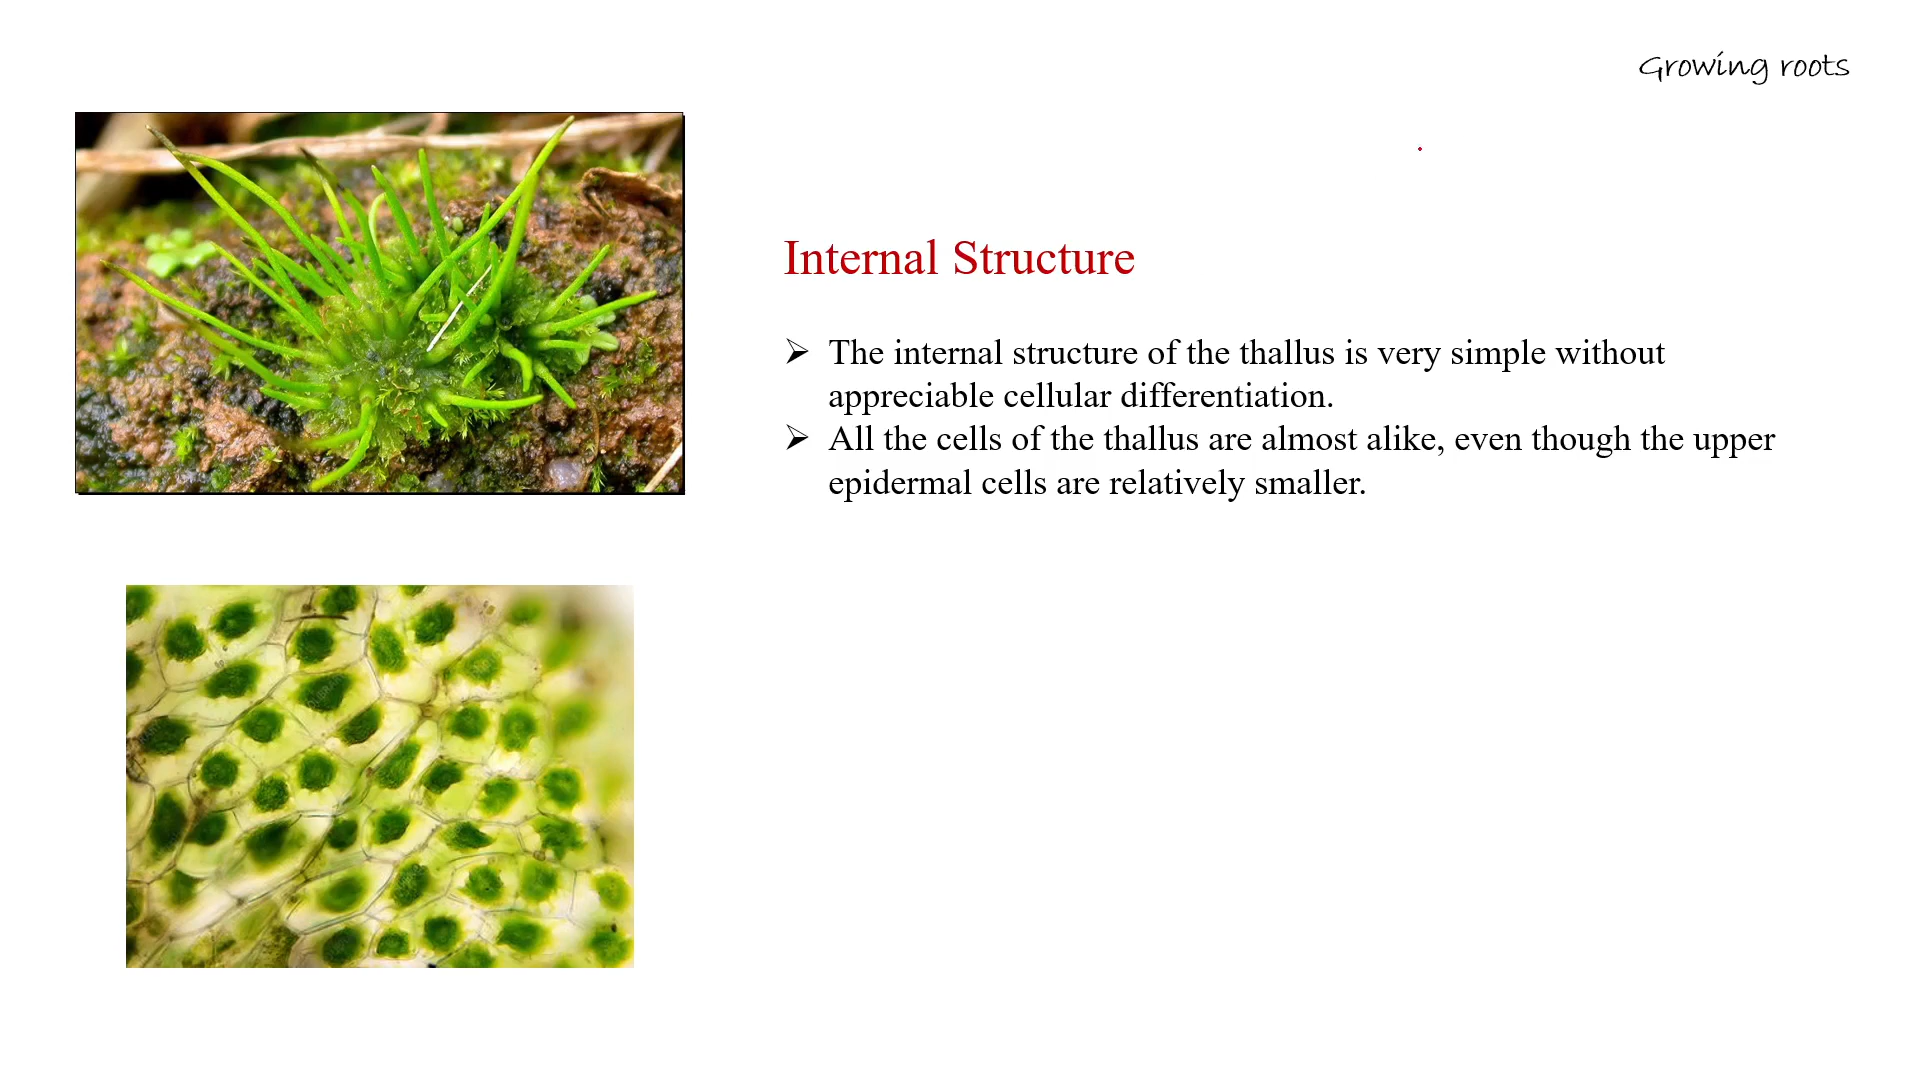 Growing roots
Internal Structure
➢ The internal structure of the thallus is very simple without
appreciable cellular differentiation.
➢ All the cells of the thallus are almost alike, even though the upper
epidermal cells are relatively smaller.